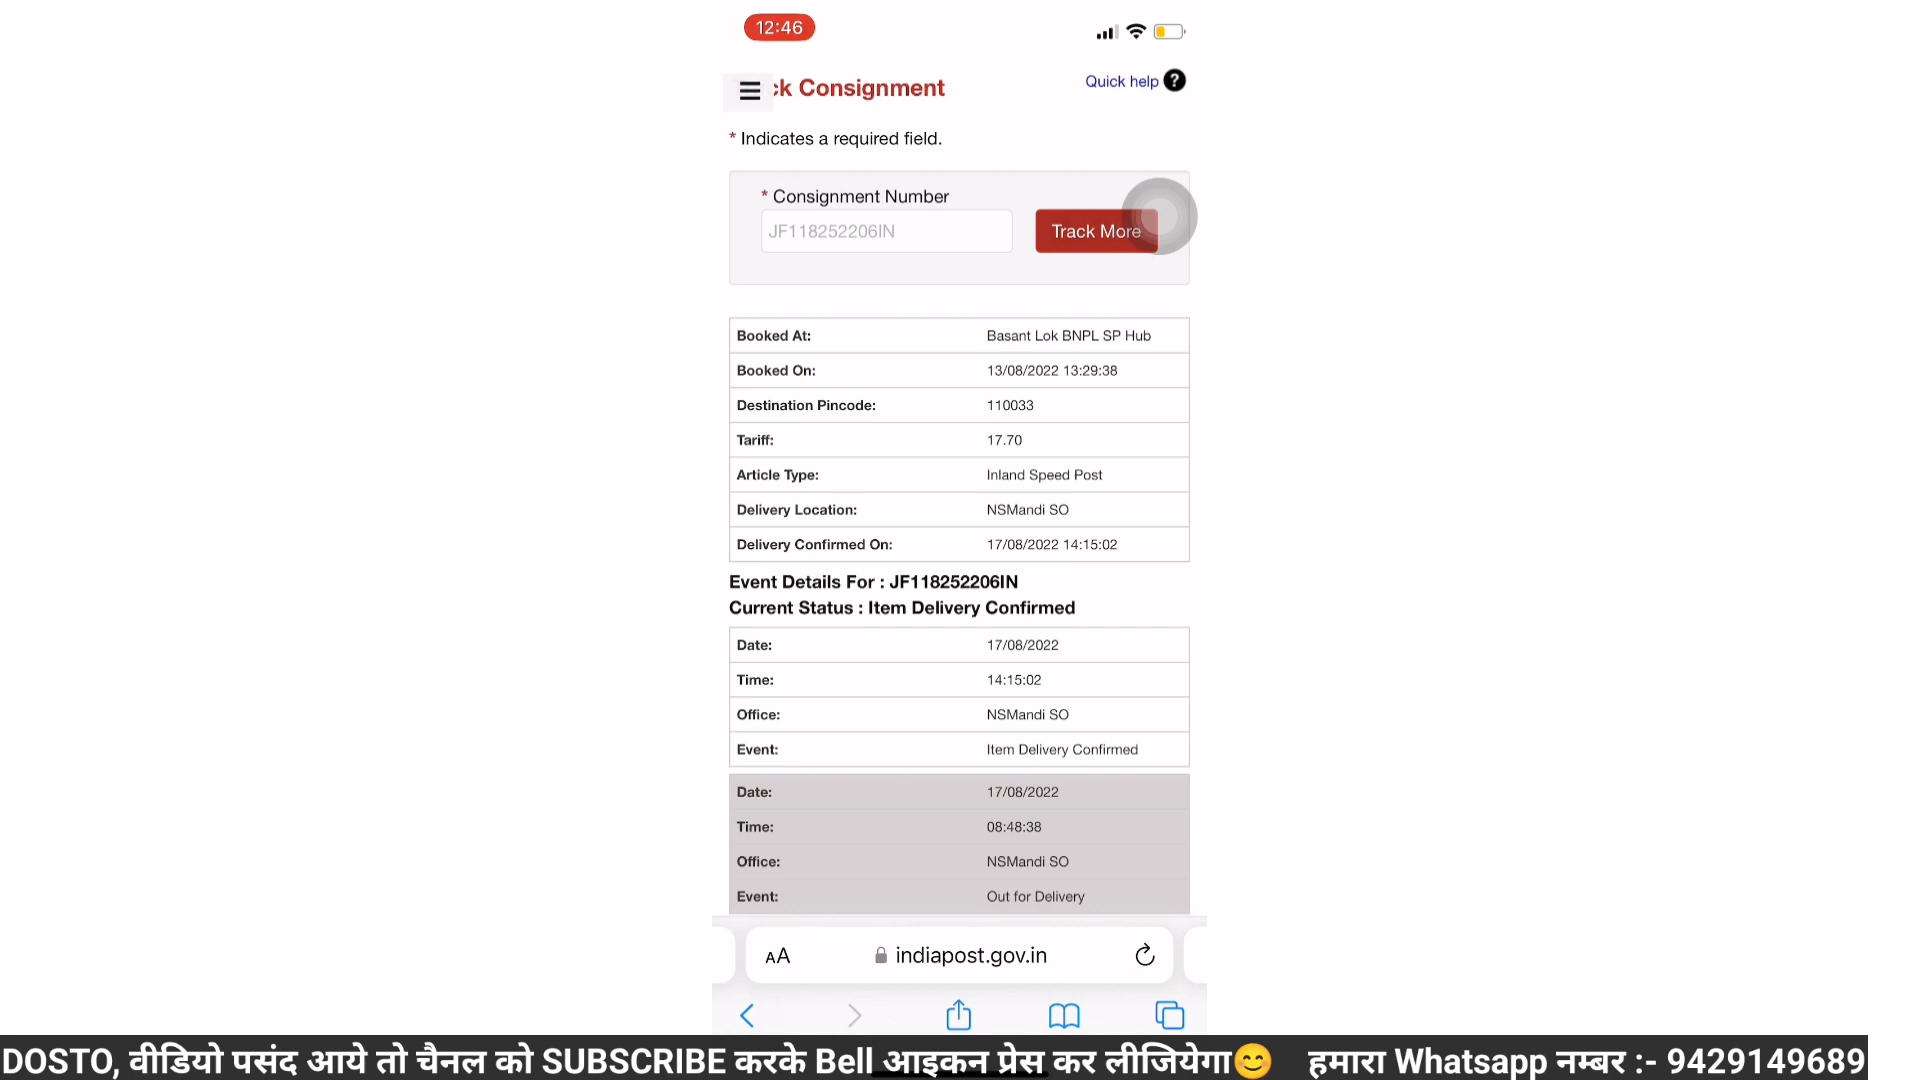 12:46
ck Consignment
Quick help ?
* Indicates a required field.
* Consignment Number
JF118252206IN
Track More
Booked At: Basant Lok BNPL SP Hub
Booked On: 13/08/2022 13:29:38
Destination Pincode: 110033
Tariff: 17.70
Article Type: Inland Speed Post
Delivery Location: NSMandi SO
Delivery Confirmed On: 17/08/2022 14:15:02
Event Details For : JF118252206IN
Current Status : Item Delivery Confirmed
Date: 17/08/2022
Time: 14:15:02
Office: NSMandi SO
Event: Item Delivery Confirmed
Date: 17/08/2022
Time: 08:48:38
Office: NSMandi SO
Event: Out for Delivery
AA indiapost.gov.in
DOSTO, वीडियो पसंद आये तो चैनल को SUBSCRIBE करके Bell आइकन प्रेस कर लीजियेगा😊 हमारा Whatsapp नम्बर :- 9429149689